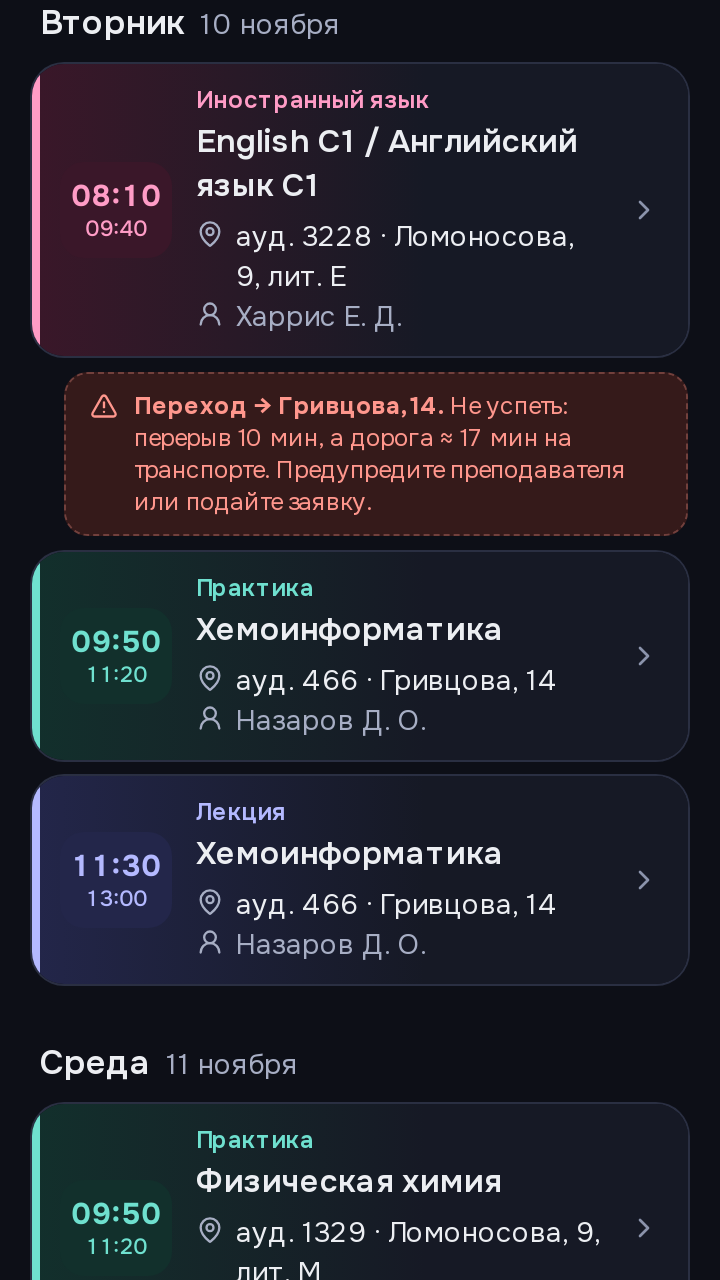 Вторник 10 ноября
Иностранный язык
English C1 / Английский
язык C1
08:10
09:40
ауд. 3228 · Ломоносова,
9, лит. Е
Харрис Е. Д.
Переход → Гривцова,14. Не успеть:
перерыв 10 мин, а дорога ≈ 17 мин на
транспорте. Предупредите преподавателя
или подайте заявку.
Практика
Хемоинформатика
09:50
11:20
ауд. 466 · Гривцова, 14
Назаров Д. О.
Лекция
Хемоинформатика
11:30
13:00
ауд. 466 · Гривцова, 14
Назаров Д. О.
Среда 11 ноября
Практика
Физическая химия
09:50
11:20
ауд. 1329 · Ломоносова, 9,
лит. М